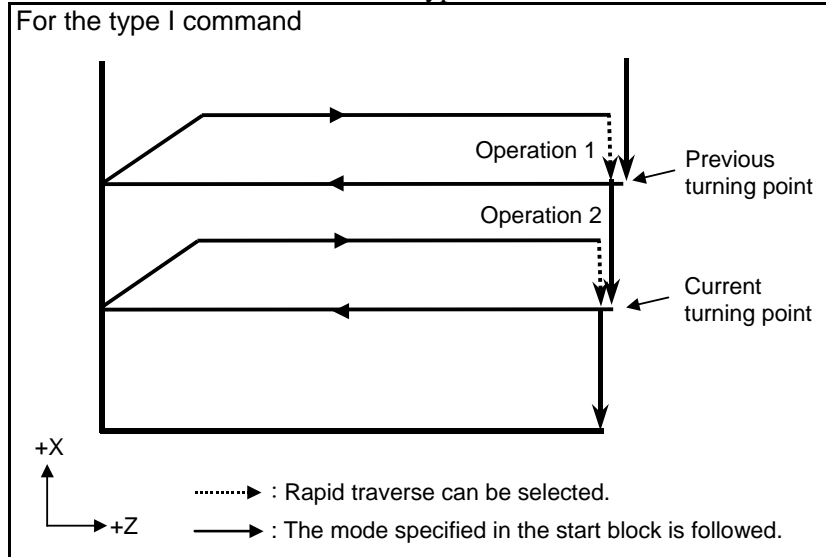 For the type I command
Operation 1
Previous
turning point
Operation 2
Current
turning point
+X
+Z
: Rapid traverse can be selected.
: The mode specified in the start block is followed.